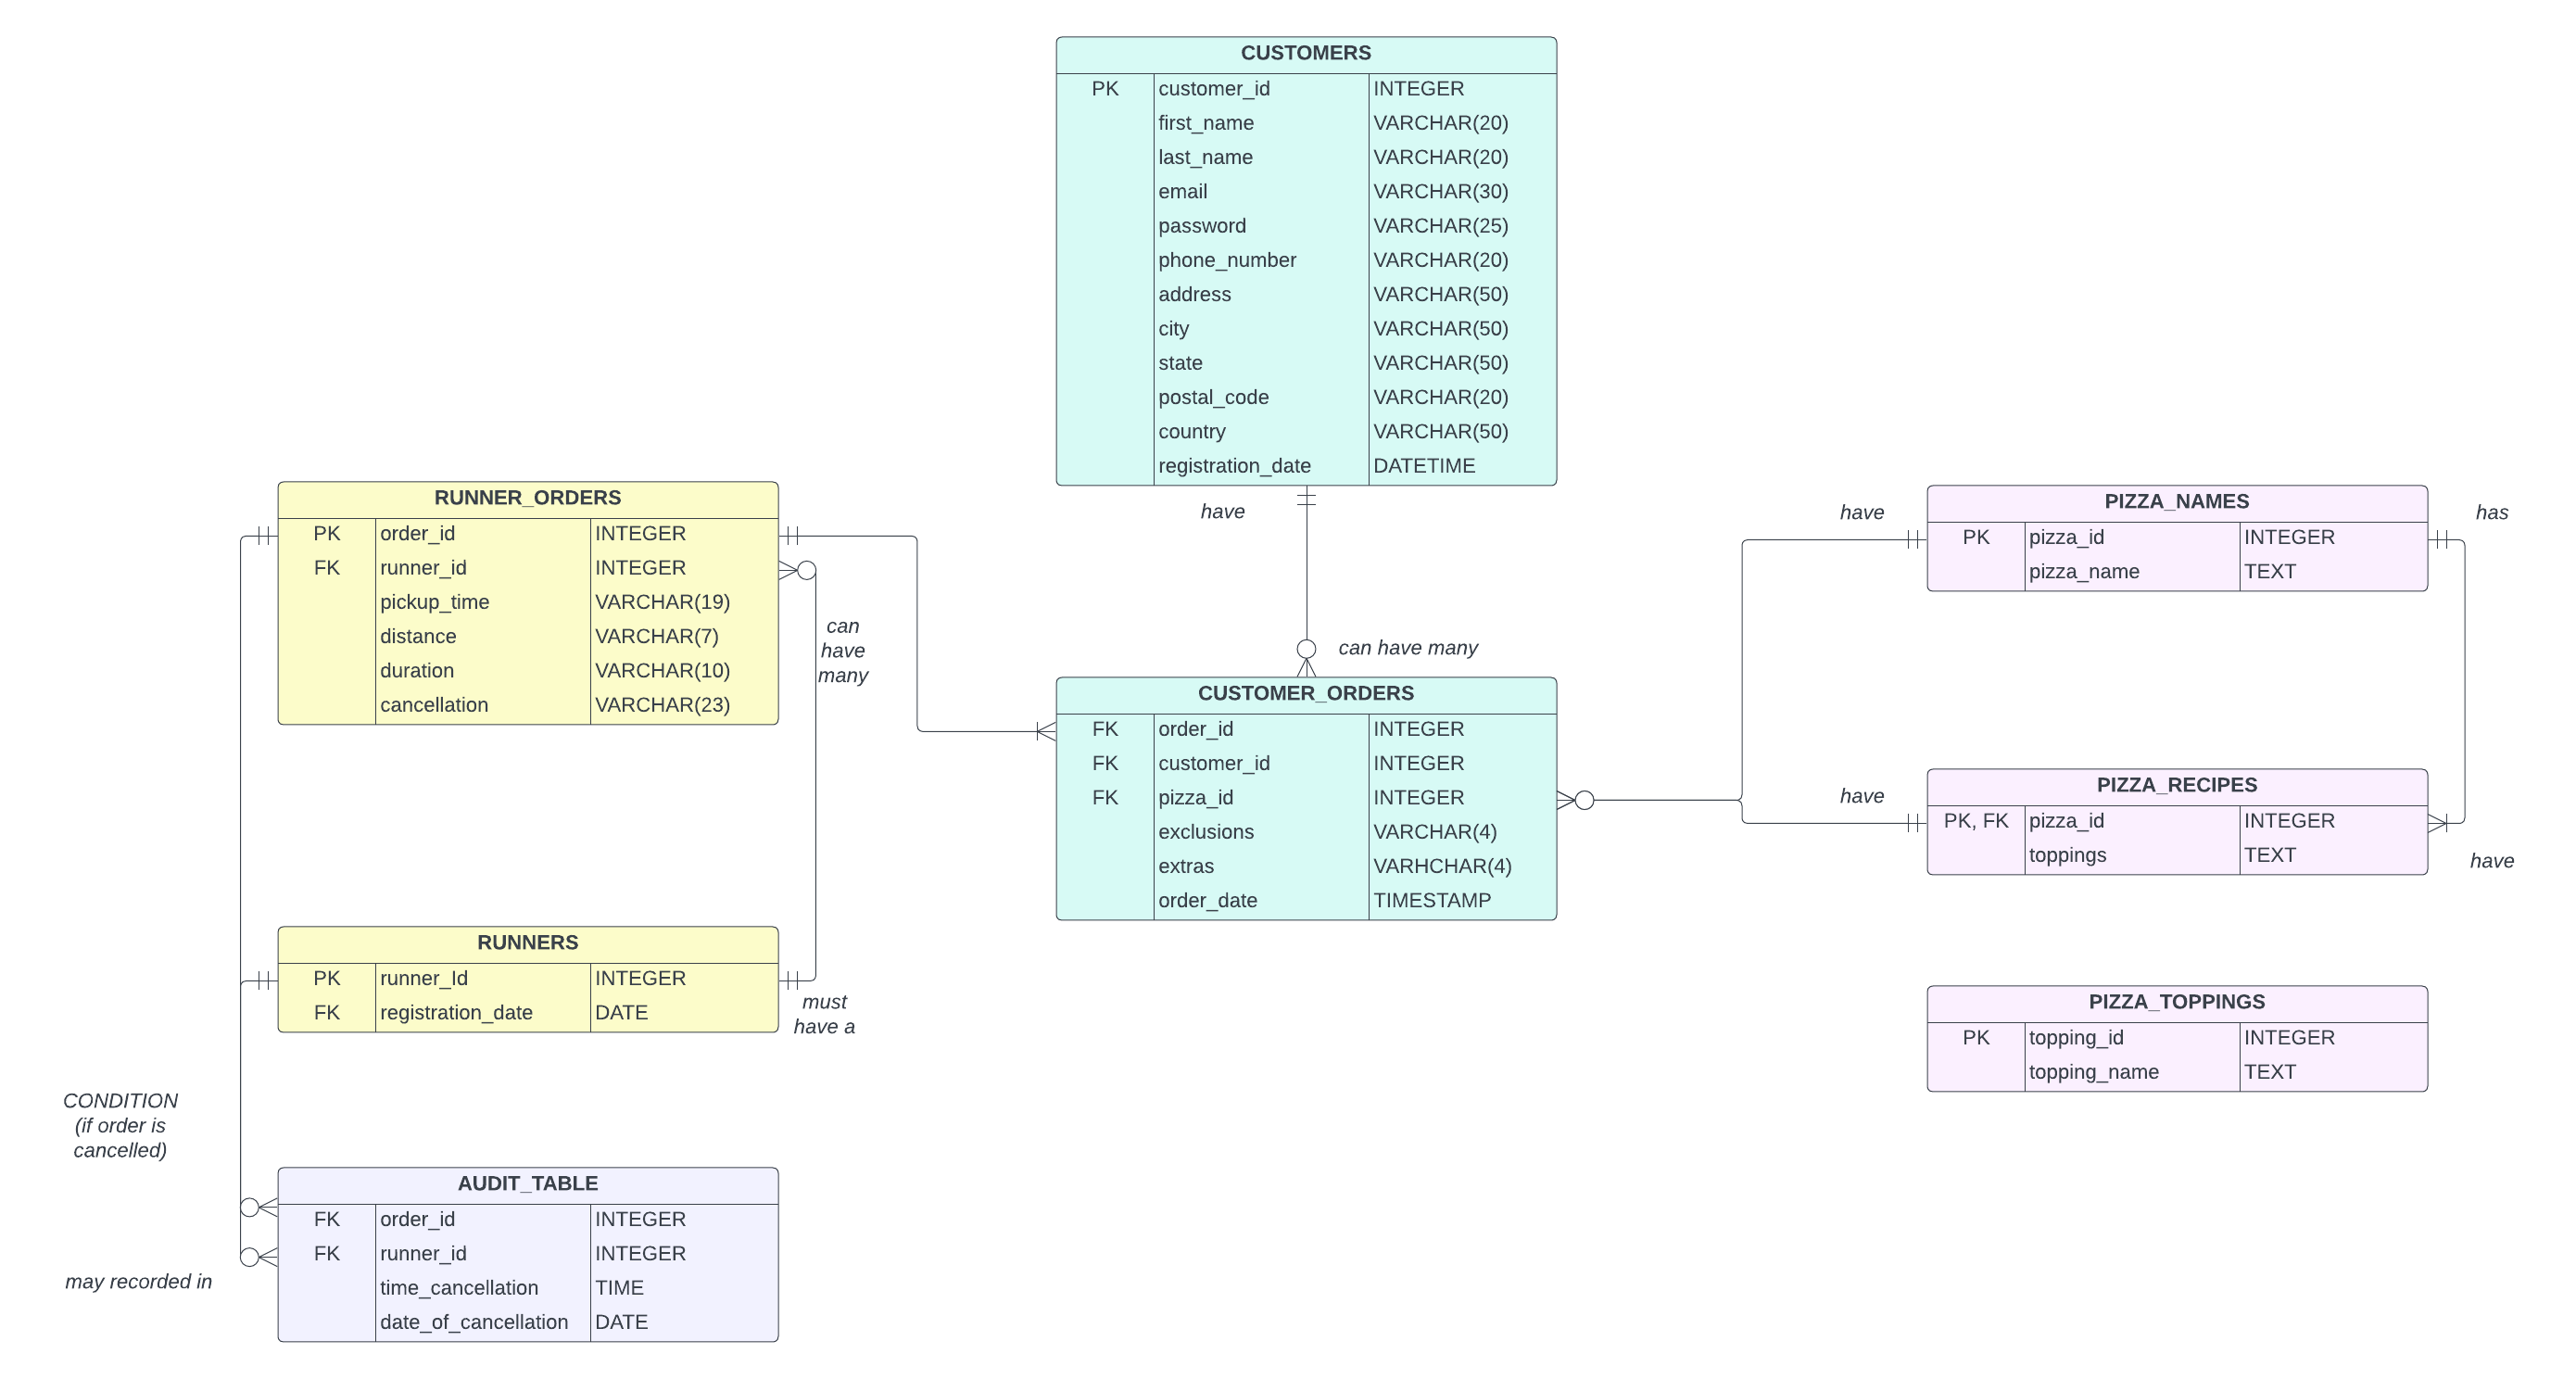 CUSTOMERS
PK customer_id INTEGER
first_name VARCHAR(20)
last_name VARCHAR(20)
email VARCHAR(30)
password VARCHAR(25)
phone_number VARCHAR(20)
address VARCHAR(50)
city VARCHAR(50)
state VARCHAR(50)
postal_code VARCHAR(20)
country VARCHAR(50)
registration_date DATETIME
have
can have many
RUNNER_ORDERS
PK order_id INTEGER
FK runner_id INTEGER
pickup_time VARCHAR(19)
distance VARCHAR(7)
duration VARCHAR(10)
cancellation VARCHAR(23)
can
have
many
CUSTOMER_ORDERS
FK order_id INTEGER
FK customer_id INTEGER
FK pizza_id INTEGER
exclusions VARCHAR(4)
extras VARHCHAR(4)
order_date TIMESTAMP
have
PIZZA_NAMES
PK pizza_id INTEGER
pizza_name TEXT
has
have
PIZZA_RECIPES
PK, FK pizza_id INTEGER
toppings TEXT
have
RUNNERS
PK runner_Id INTEGER
FK registration_date DATE
must
have a
PIZZA_TOPPINGS
PK topping_id INTEGER
topping_name TEXT
CONDITION
(if order is
cancelled)
AUDIT_TABLE
FK order_id INTEGER
FK runner_id INTEGER
time_cancellation TIME
date_of_cancellation DATE
may recorded in